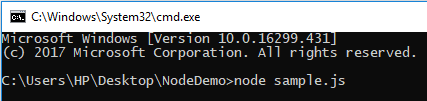 C:\Windows\System32\cmd.exe
Microsoft Windows [Version 10.0.16299.431]
(c) 2017 Microsoft Corporation. All rights reserved.
C:\Users\HP\Desktop\NodeDemo>node sample.js